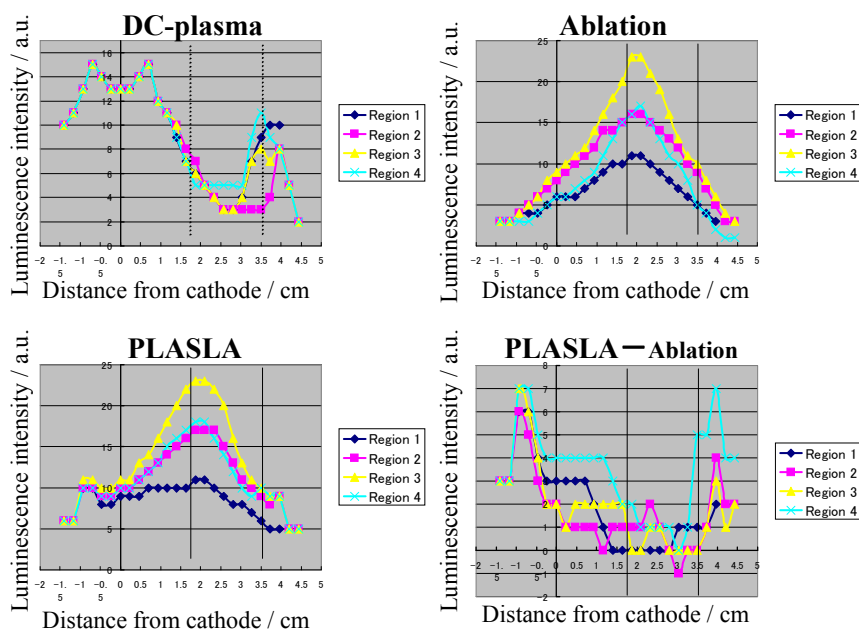 DC-plasma
Luminescence intensity / a.u.
16
14
12
10
8
6
4
2
0
-2 -1.5 -1 -0.5 0 0.5 1 1.5 2 2.5 3 3.5 4 4.5 5
Distance from cathode / cm
Region 1
Region 2
Region 3
Region 4
Ablation
Luminescence intensity / a.u.
25
20
15
10
5
0
-2 -1.5 -1 -0.5 0 0.5 1 1.5 2 2.5 3 3.5 4 4.5 5
Distance from cathode / cm
Region 1
Region 2
Region 3
Region 4
PLASLA
Luminescence intensity / a.u.
25
20
15
10
5
0
-2 -1.5 -1 -0.5 0 0.5 1 1.5 2 2.5 3 3.5 4 4.5 5
Distance from cathode / cm
Region 1
Region 2
Region 3
Region 4
PLASLA－Ablation
Luminescence intensity / a.u.
8
7
6
5
4
3
2
1
0
-1
-2
-2 -1.5 -1 -0.5 0 0.5 1 1.5 2 2.5 3 3.5 4 4.5 5
Distance from cathode / cm
Region 1
Region 2
Region 3
Region 4